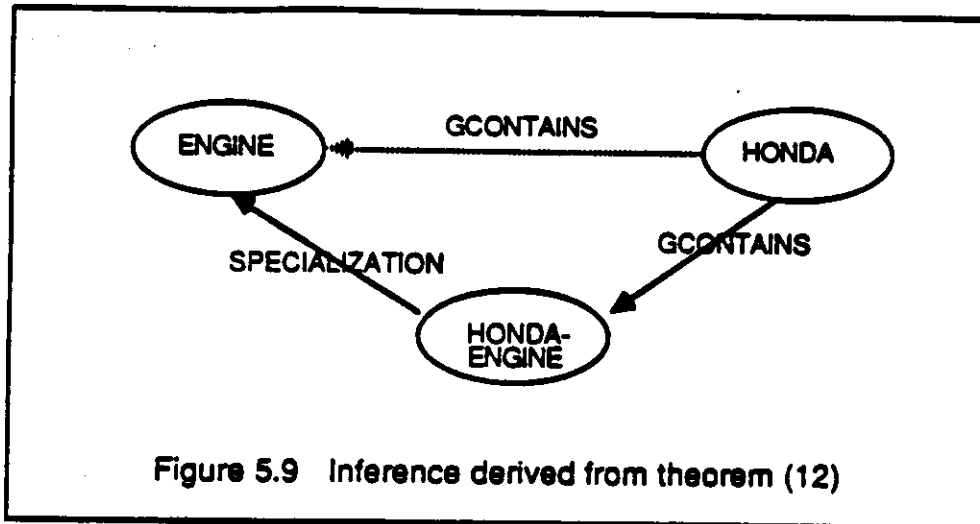 GCONTAINS
ENGINE
HONDA
GCONTAINS
SPECIALIZATION
HONDA-
ENGINE
Figure 5.9 Inference derived from theorem (12)